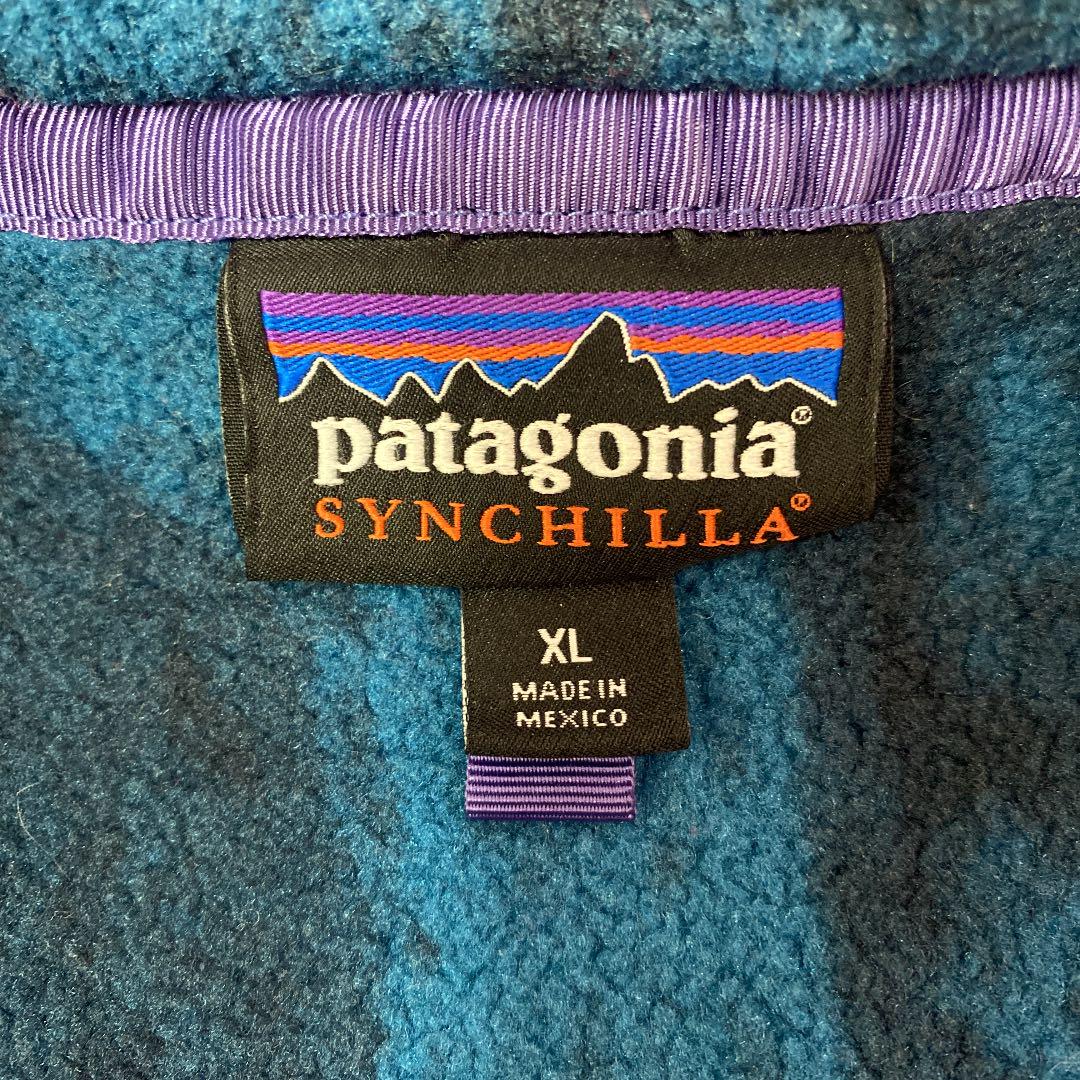 patagonia®
SYNCHILLA®
XL
MADE IN
MEXICO